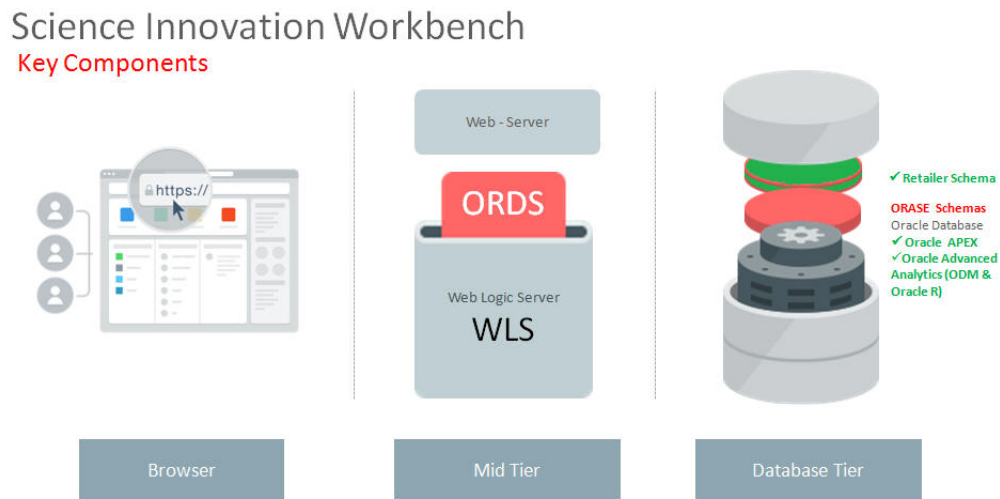 Science Innovation Workbench
Key Components
https://
Web - Server
ORDS
Web Logic Server
WLS
✓ Retailer Schema
ORASE Schemas
Oracle Database
✓ Oracle APEX
✓Oracle Advanced
Analytics (ODM &
Oracle R)
Browser
Mid Tier
Database Tier